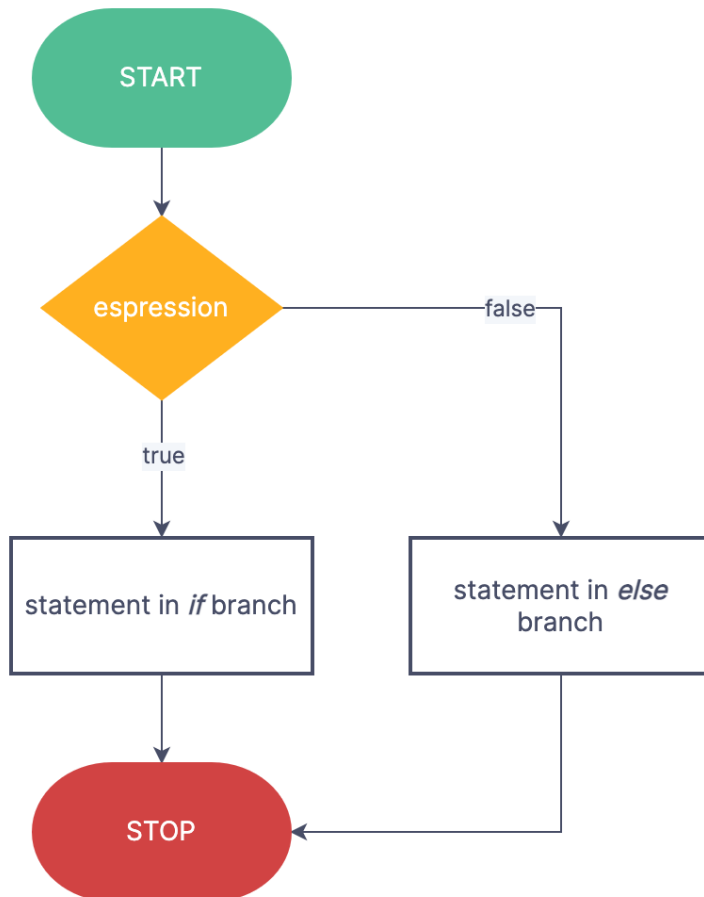 START
espression
false
true
statement in if branch
statement in else
branch
STOP